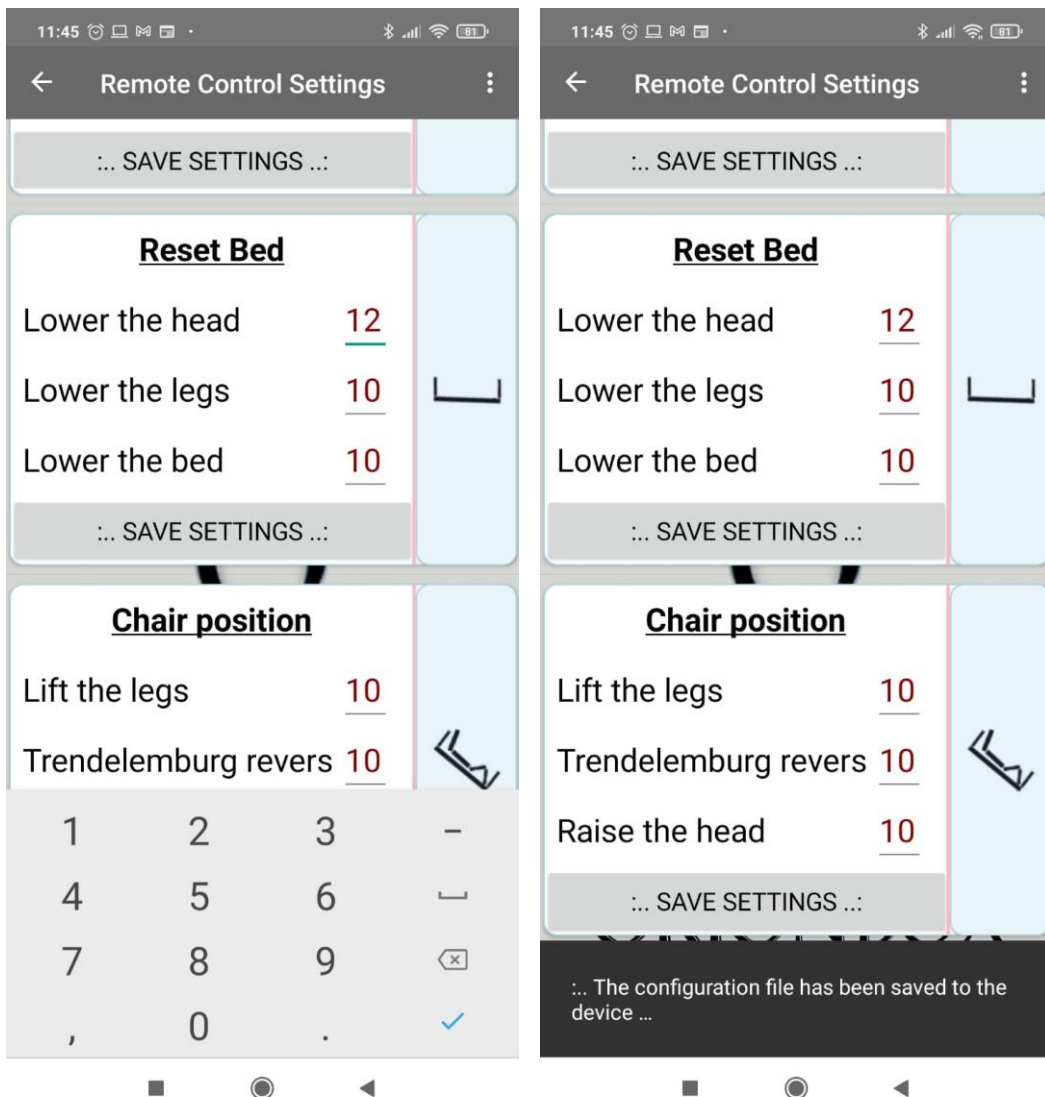 11:45
81
Remote Control Settings
:.. SAVE SETTINGS ..:
Reset Bed
Lower the head 12
Lower the legs 10
Lower the bed 10
:.. SAVE SETTINGS ..:
Chair position
Lift the legs 10
Trendelemburg revers 10
1 2 3 –
4 5 6
7 8 9
, 0 .
11:45
81
Remote Control Settings
:.. SAVE SETTINGS ..:
Reset Bed
Lower the head 12
Lower the legs 10
Lower the bed 10
:.. SAVE SETTINGS ..:
Chair position
Lift the legs 10
Trendelemburg revers 10
Raise the head 10
:.. SAVE SETTINGS ..:
:.. The configuration file has been saved to the
device ...